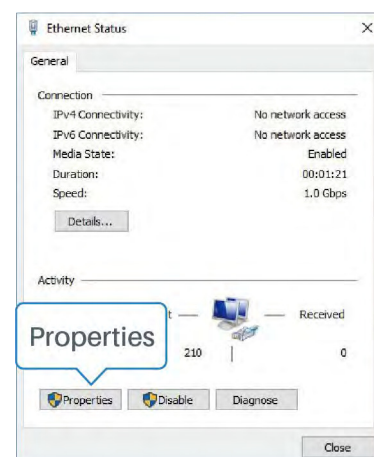 Ethernet Status
General
Connection
IPv4 Connectivity: No network access
IPv6 Connectivity: No network access
Media State: Enabled
Duration: 00:01:21
Speed: 1.0 Gbps
Details...
Activity
Received
Properties
210 | 0
Properties Disable Diagnose
Close